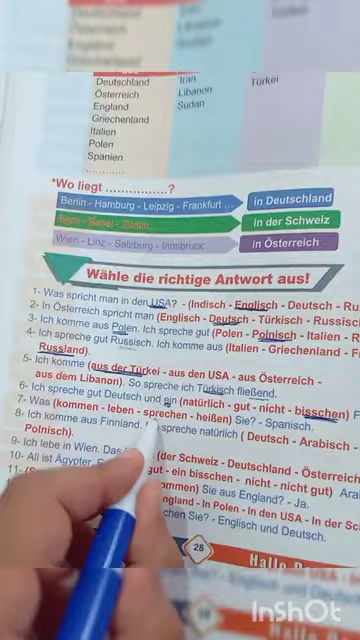 Deutschland
Österreich
England
Griechenland
Italien
Polen
Spanien
Iran
Libanon
Sudan
Türkei
*Wo liegt ...............?
Berlin - Hamburg - Leipzig - Frankfurt ...
in Deutschland
Bern - Basel - Zürich
in der Schweiz
Wien - Linz - Salzburg - Innsbruck
in Österreich
Wähle die richtige Antwort aus!
1- Was spricht man in den USA? - (Indisch - Englisch - Deutsch - Ru
2- In Österreich spricht man (Englisch - Deutsch - Türkisch - Russisc
3- Ich komme aus Polen. Ich spreche gut (Polen - Polnisch - Italien - R
4- Ich spreche gut Russisch. Ich komme aus (Italien - Griechenland - F
Russland).
5- Ich komme (aus der Türkei - aus den USA - aus Österreich -
aus dem Libanon). So spreche ich Türkisch fließend.
6- Ich spreche gut Deutsch und ein (natürlich - gut - nicht - bisschen) F
7- Was (kommen - leben - sprechen - heißen) Sie? - Spanisch.
8- Ich komme aus Finnland. spreche natürlich ( Deutsch - Arabisch -
Polnisch).
9- Ich lebe in Wien. (der Schweiz - Deutschland - Österreich
10- Ali ist Ägypter. gut - ein bisschen - nicht - nicht gut) Ara
11- ommen) Sie aus England? - Ja.
ngland - In Polen - In den USA - In der Sc
chen Sie? - Englisch und Deutsch.
28
InShOt